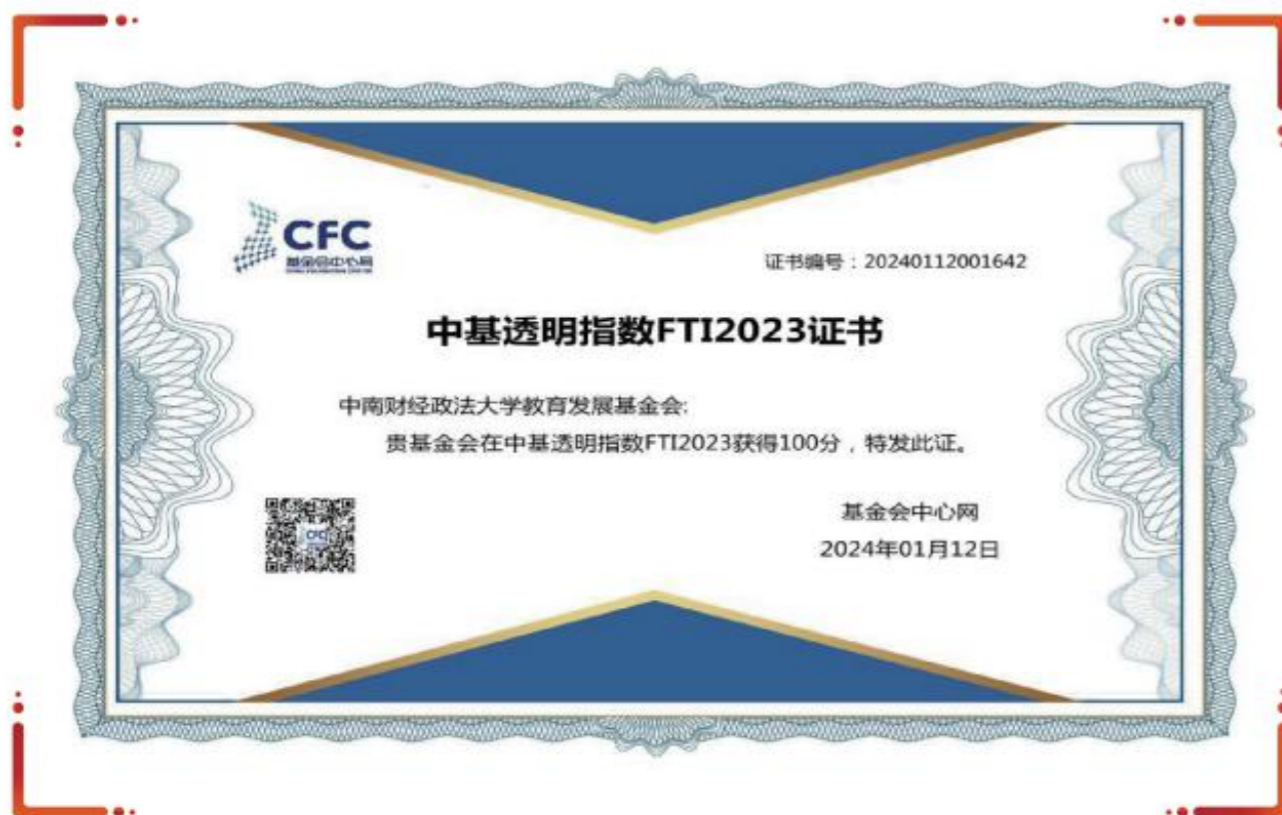 CFC
基金会中心网
证书编号：20240112001642
中基透明指数FTI2023证书
中南财经政法大学教育发展基金会:
贵基金会在中基透明指数FTI2023获得100分，特发此证。
基金会中心网
2024年01月12日